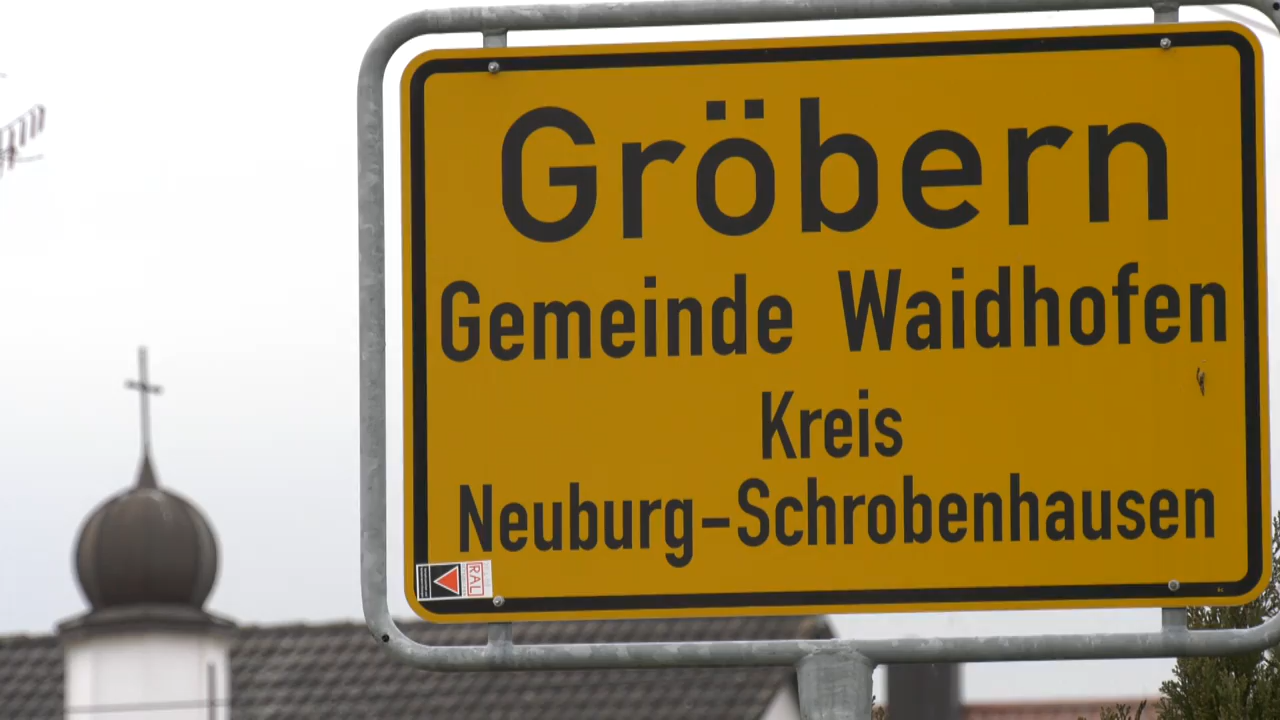 Gröbern
Gemeinde Waidhofen
Kreis
Neuburg-Schrobenhausen
RAL